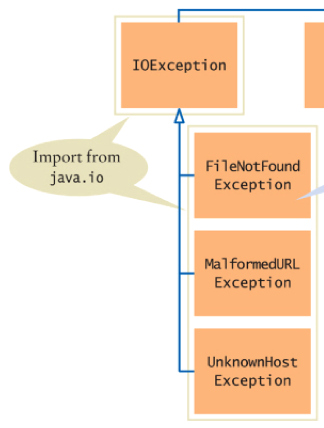 IOException
Import from
java.io
FileNotFound
Exception
MalformedURL
Exception
UnknownHost
Exception